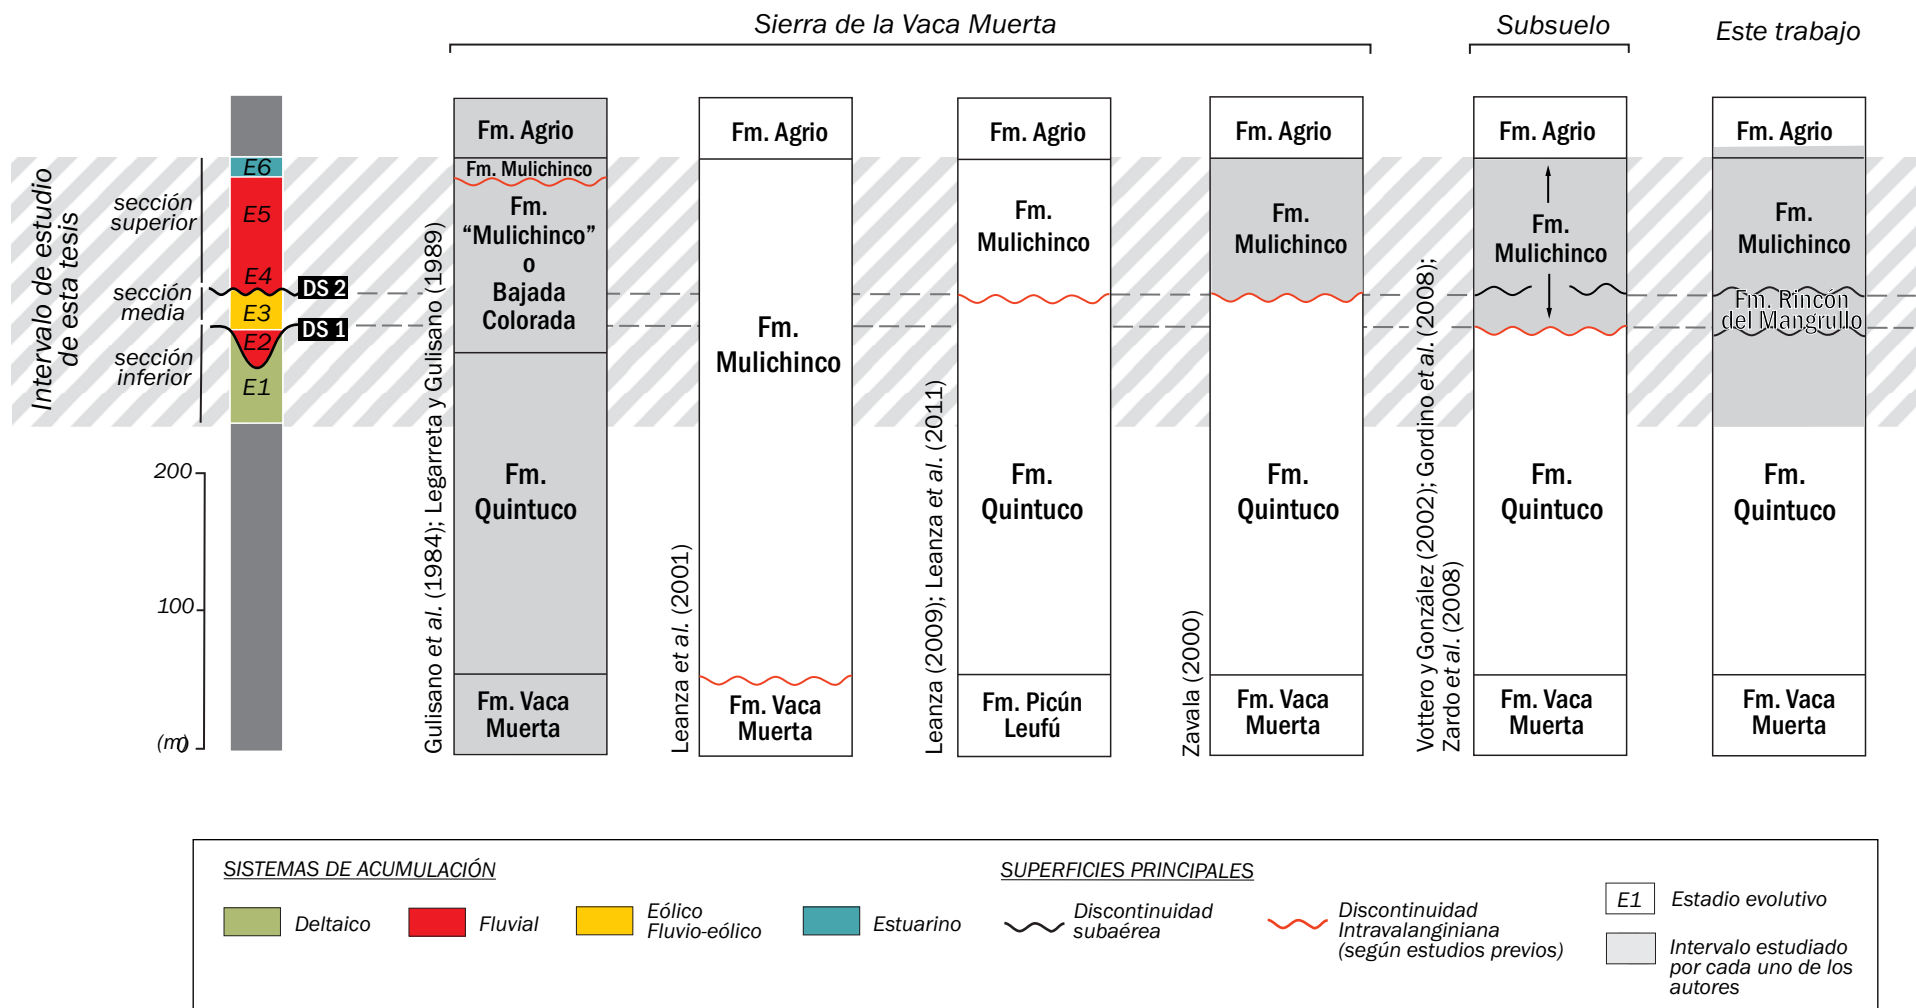 Sierra de la Vaca Muerta
Subsuelo
Este trabajo
Intervalo de estudio
de esta tesis
sección
superior
sección
media
sección
inferior
E6
E5
E4
E3
E2
E1
DS 2
DS 1
200
100
(m)
0
Gulisano et al. (1984); Legarreta y Gulisano (1989)
Fm. Agrio
Fm. Mulichinco
Fm.
“Mulichinco”
o
Bajada
Colorada
Fm.
Quintuco
Fm. Vaca
Muerta
Leanza et al. (2001)
Fm. Agrio
Fm.
Mulichinco
Fm. Vaca
Muerta
Leanza (2009); Leanza et al. (2011)
Fm. Agrio
Fm.
Mulichinco
Fm.
Quintuco
Fm. Picún
Leufú
Zavala (2000)
Fm. Agrio
Fm.
Mulichinco
Fm.
Quintuco
Fm. Vaca
Muerta
Vottero y González (2002); Gordino et al. (2008);
Zardo et al. (2008)
Fm. Agrio
Fm.
Mulichinco
Fm.
Quintuco
Fm. Vaca
Muerta
Fm. Agrio
Fm.
Mulichinco
Fm. Rincón
del Mangrullo
Fm.
Quintuco
Fm. Vaca
Muerta
SISTEMAS DE ACUMULACIÓN
Deltaico
Fluvial
Eólico
Fluvio-eólico
Estuarino
SUPERFICIES PRINCIPALES
Discontinuidad
subaérea
Discontinuidad
Intravalanginiana
(según estudios previos)
E1
Estadio evolutivo
Intervalo estudiado
por cada uno de los
autores